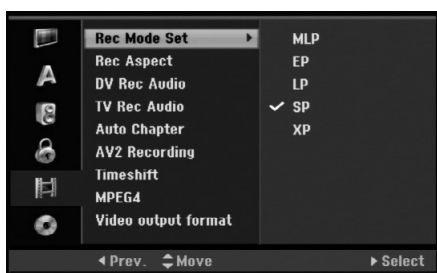 Rec Mode Set
Rec Aspect
DV Rec Audio
TV Rec Audio
Auto Chapter
AV2 Recording
Timeshift
MPEG4
Video output format
MLP
EP
LP
SP
XP
A
Prev. Move Select